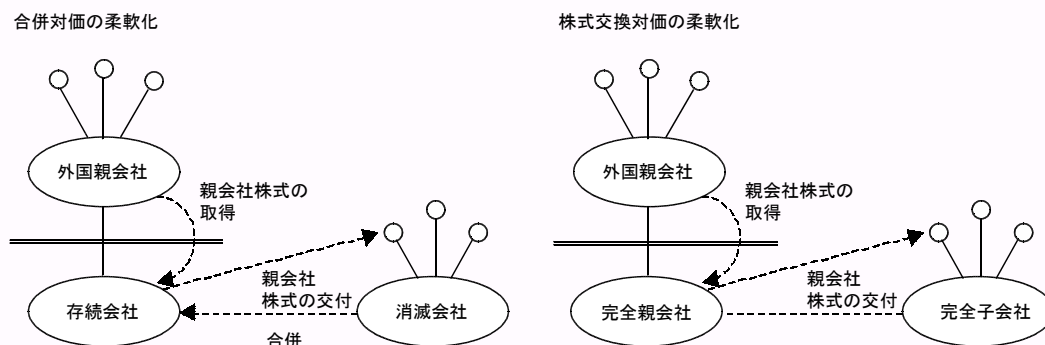 合併対価の柔軟化
外国親会社
親会社株式の
取得
親会社
株式の交付
存続会社
消滅会社
合併
株式交換対価の柔軟化
外国親会社
親会社株式の
取得
親会社
株式の交付
完全親会社
完全子会社